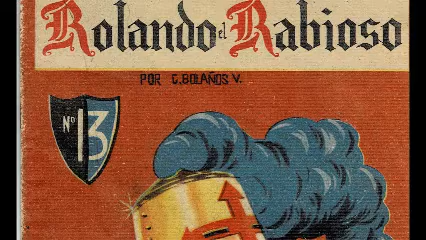 Rolando el Rabioso
POR G. BOLAÑOS V.
Nº 13